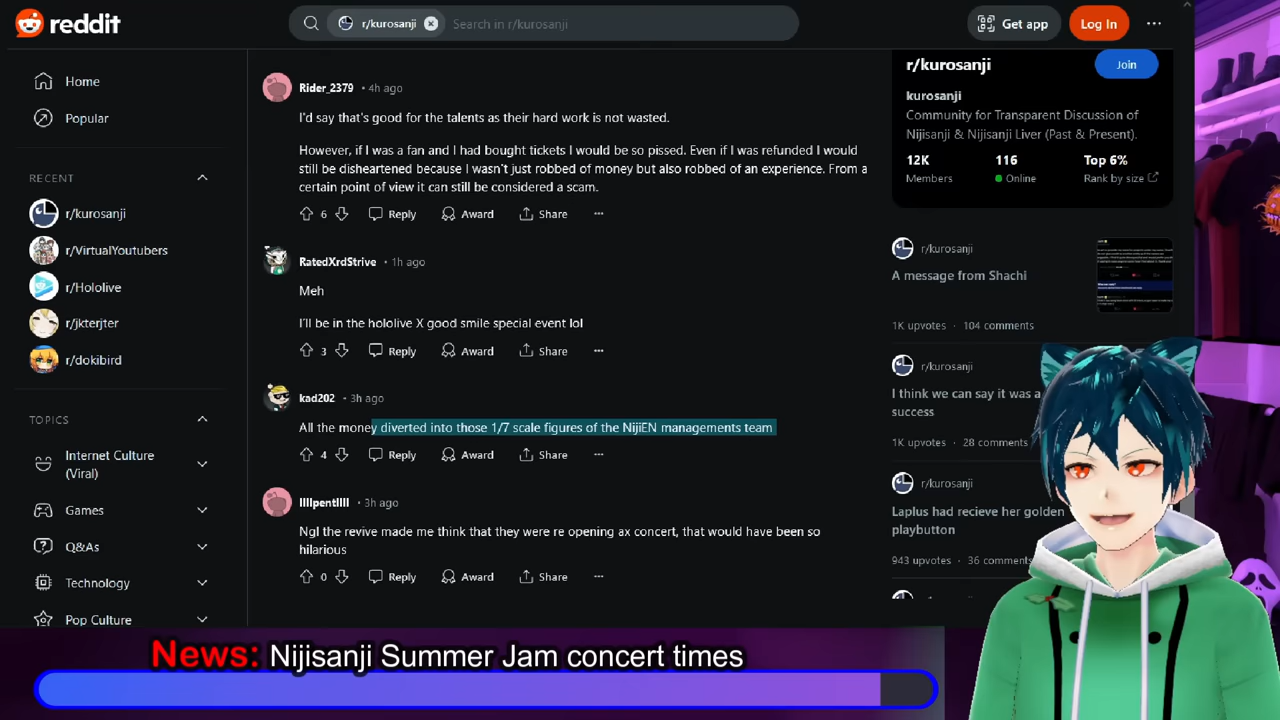 reddit
r/kurosanji
Search in r/kurosanji
Get app
Log In
Home
Popular
RECENT
r/kurosanji
r/VirtualYoutubers
r/Hololive
r/jkterjter
r/dokibird
TOPICS
Internet Culture
(Viral)
Games
Q&As
Technology
Pop Culture
Rider_2379 • 4h ago
I'd say that's good for the talents as their hard work is not wasted.
However, if I was a fan and I had bought tickets I would be so pissed. Even if I was refunded I would
still be disheartened because I wasn't just robbed of money but also robbed of an experience. From a
certain point of view it can still be considered a scam.
6 Reply Award Share
RatedXrdStrive • 1h ago
Meh
I'll be in the hololive X good smile special event lol
3 Reply Award Share
kad202 • 3h ago
All the money diverted into those 1/7 scale figures of the NijiEN managements team
4 Reply Award Share
IlIlpentIlIl • 3h ago
Ngl the revive made me think that they were re opening ax concert, that would have been so
hilarious
0 Reply Award Share
r/kurosanji
Join
kurosanji
Community for Transparent Discussion of
Nijisanji & Nijisanji Liver (Past & Present).
12K 116 Top 6%
Members Online Rank by size
r/kurosanji
A message from Shachi
1K upvotes • 104 comments
r/kurosanji
I think we can say it was a
success
1K upvotes • 28 comments
r/kurosanji
Laplus had recieve her golden
playbutton
943 upvotes • 36 comments
News: Nijisanji Summer Jam concert times